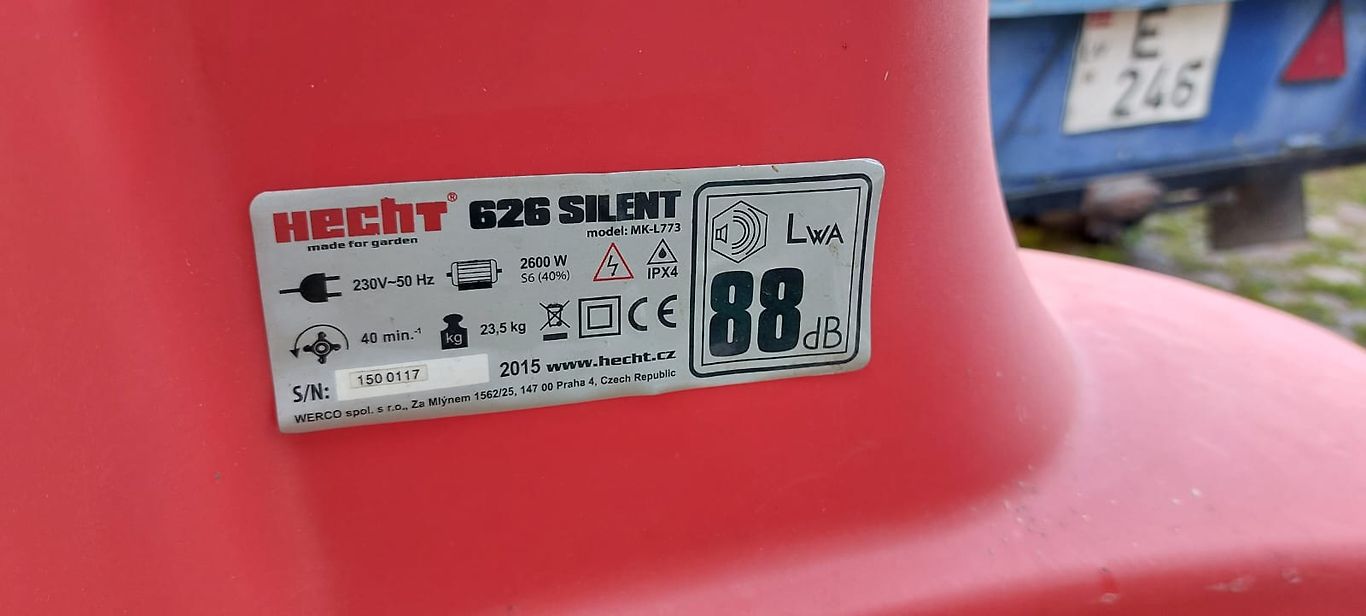 HECHT® 626 SILENT
made for garden
model: MK-L773
230V~50 Hz
2600 W
S6 (40%)
IPX4
40 min.⁻¹
kg
23,5 kg
CE
S/N: 150 0117
2015 www.hecht.cz
WERCO spol. s r.o., Za Mlýnem 1562/25, 147 00 Praha 4, Czech Republic
LWA
88 dB
E
246